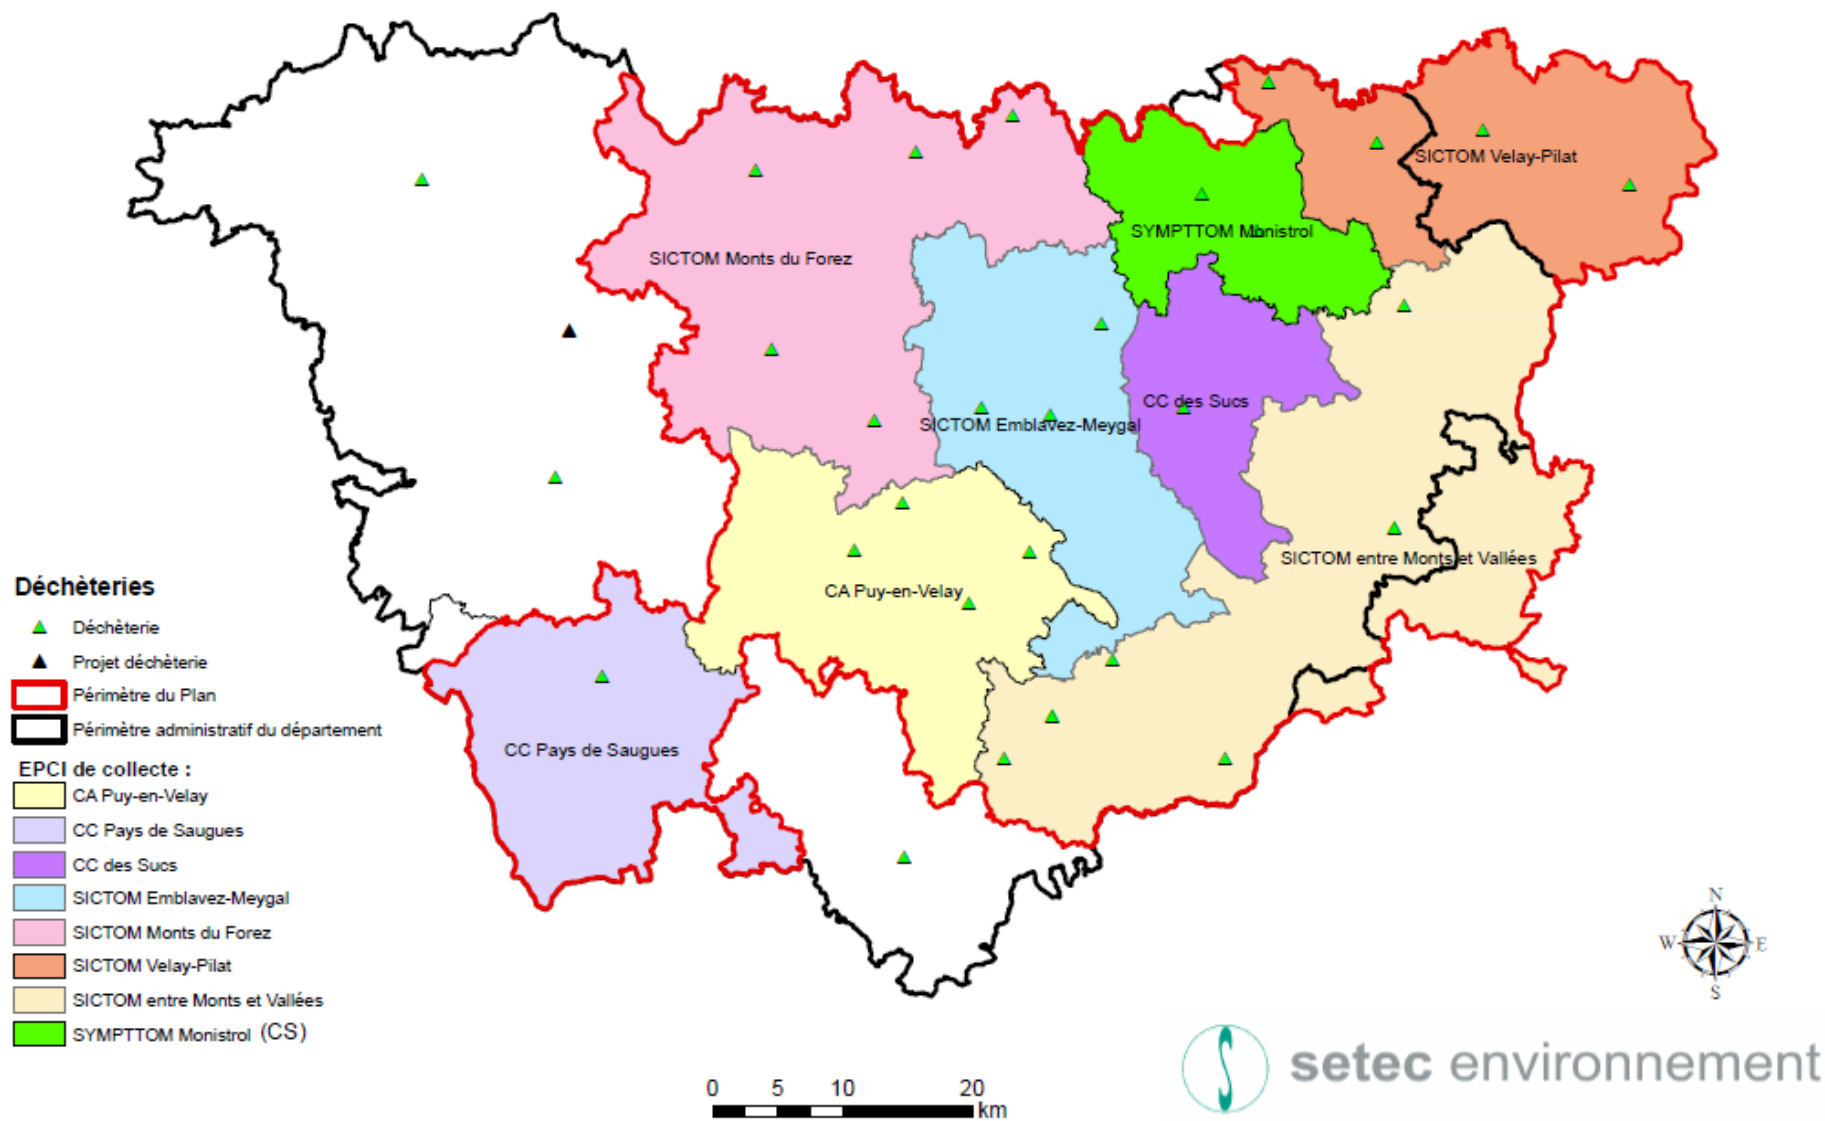 SICTOM Velay-Pilat
SYMPTTOM Monistrol
SICTOM Monts du Forez
CC des Sucs
SICTOM Emblavez-Meygal
SICTOM entre Monts et Vallées
CA Puy-en-Velay
CC Pays de Saugues
Déchèteries
Déchèterie
Projet déchèterie
Périmètre du Plan
Périmètre administratif du département
EPCI de collecte :
CA Puy-en-Velay
CC Pays de Saugues
CC des Sucs
SICTOM Emblavez-Meygal
SICTOM Monts du Forez
SICTOM Velay-Pilat
SICTOM entre Monts et Vallées
SYMPTTOM Monistrol (CS)
N
W E
S
setec environnement
0 5 10 20
km